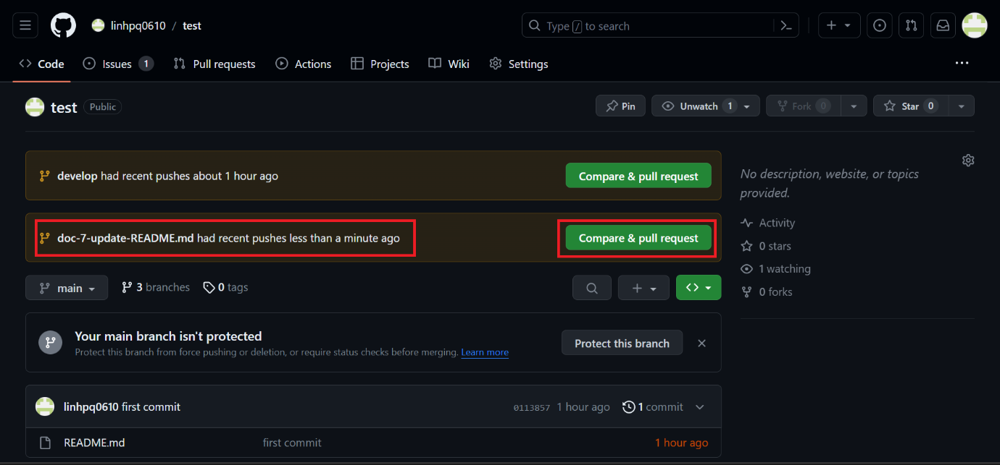 linhpq0610 / test
Type / to search
Code Issues 1 Pull requests Actions Projects Wiki Settings
test Public
Pin Unwatch 1 Fork 0 Star 0
develop had recent pushes about 1 hour ago Compare & pull request
No description, website, or topics
provided.
doc-7-update-README.md had recent pushes less than a minute ago Compare & pull request
Activity
0 stars
1 watching
0 forks
main 3 branches 0 tags
Your main branch isn't protected
Protect this branch from force pushing or deletion, or require status checks before merging. Learn more
Protect this branch
linhpq0610 first commit 0113857 1 hour ago 1 commit
README.md first commit 1 hour ago